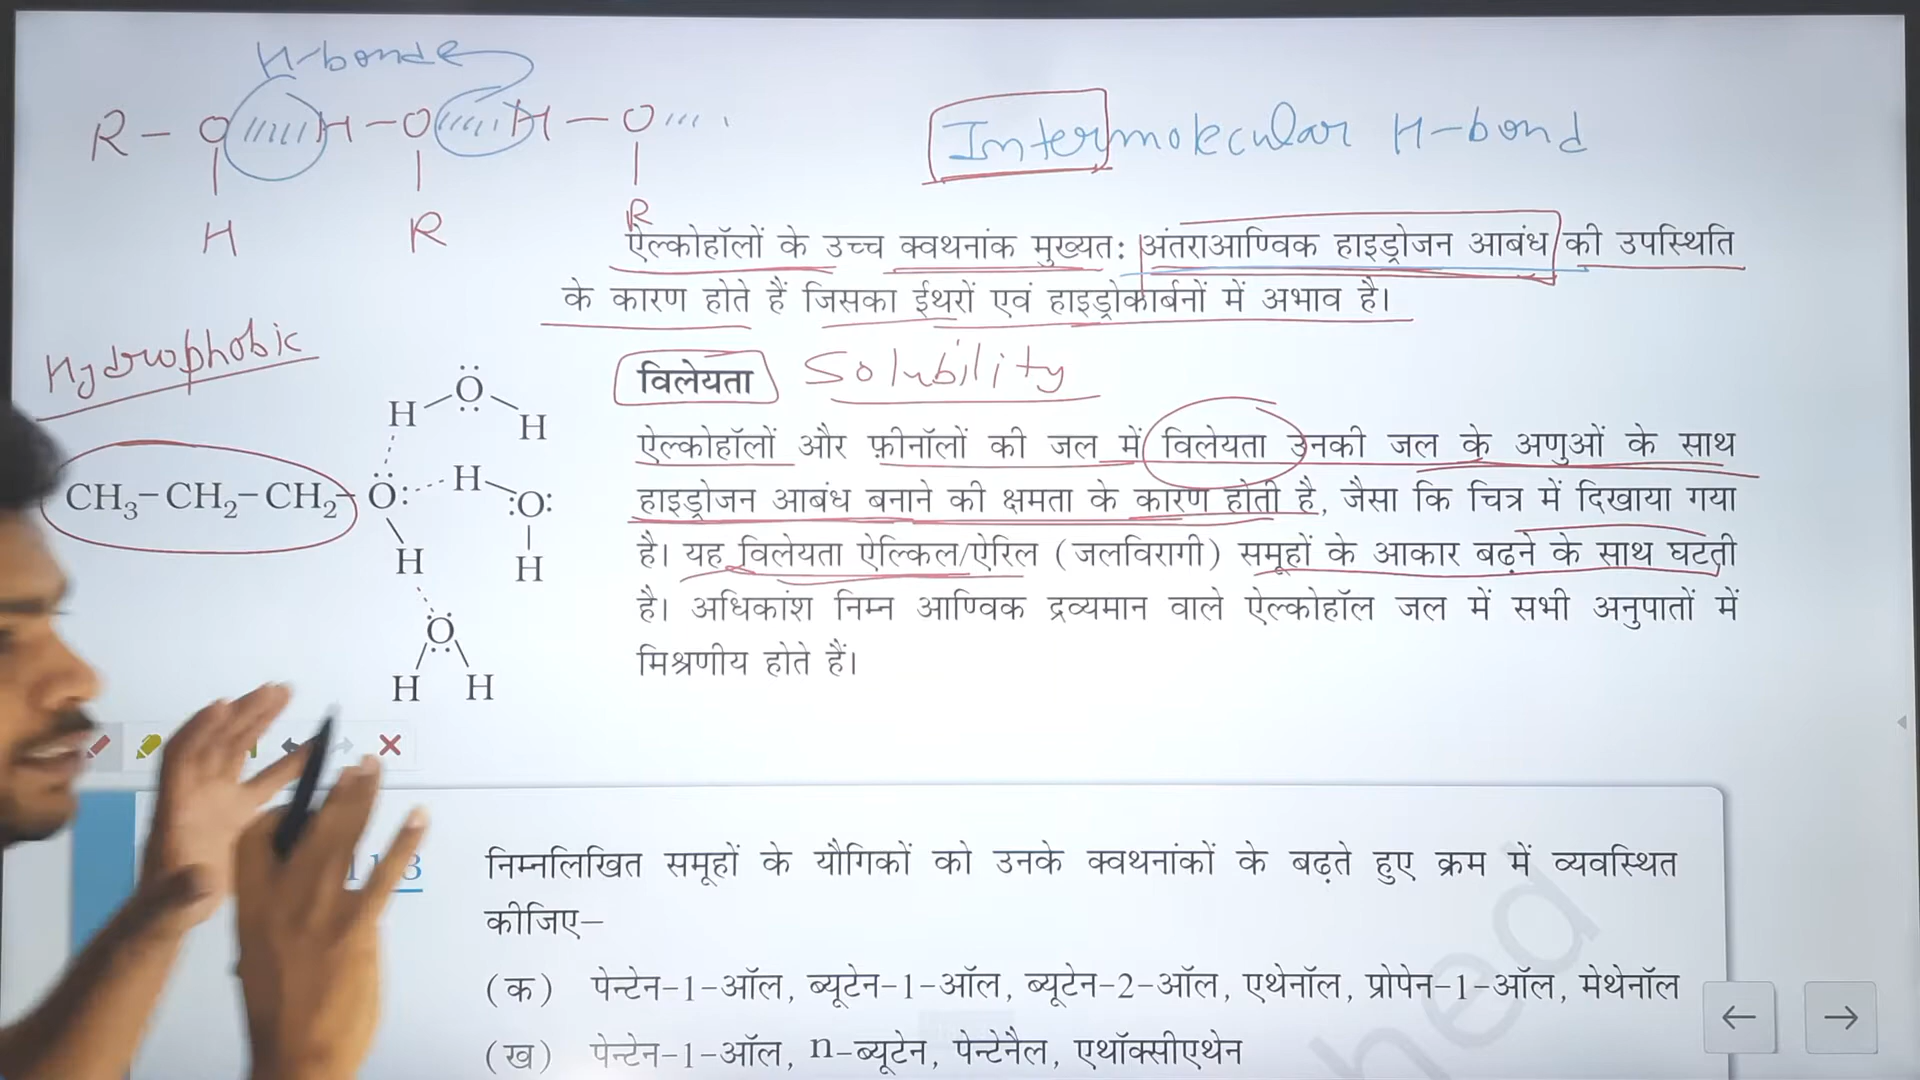 H-bonds
R-O H-O H-O
H R R
Intermolecular H-bond
ऐल्कोहॉलों के उच्च क्वथनांक मुख्यत: अंतराआण्विक हाइड्रोजन आबंध की उपस्थिति
के कारण होते हैं जिसका ईथरों एवं हाइड्रोकार्बनों में अभाव है।
Hydrophobic
विलेयता Solubility
H O H
CH₃-CH₂-CH₂-O: H :O:
H H
O
H H
ऐल्कोहॉलों और फ़ीनॉलों की जल में विलेयता उनकी जल के अणुओं के साथ
हाइड्रोजन आबंध बनाने की क्षमता के कारण होती है, जैसा कि चित्र में दिखाया गया
है। यह विलेयता ऐल्किल/ऐरिल (जलविरागी) समूहों के आकार बढ़ने के साथ घटती
है। अधिकांश निम्न आण्विक द्रव्यमान वाले ऐल्कोहॉल जल में सभी अनुपातों में
मिश्रणीय होते हैं।
निम्नलिखित समूहों के यौगिकों को उनके क्वथनांकों के बढ़ते हुए क्रम में व्यवस्थित
कीजिए–
(क) पेन्टेन-1-ऑल, ब्यूटेन-1-ऑल, ब्यूटेन-2-ऑल, एथेनॉल, प्रोपेन-1-ऑल, मेथेनॉल
(ख) पेन्टेन-1-ऑल, n-ब्यूटेन, पेन्टेनैल, एथॉक्सीएथेन